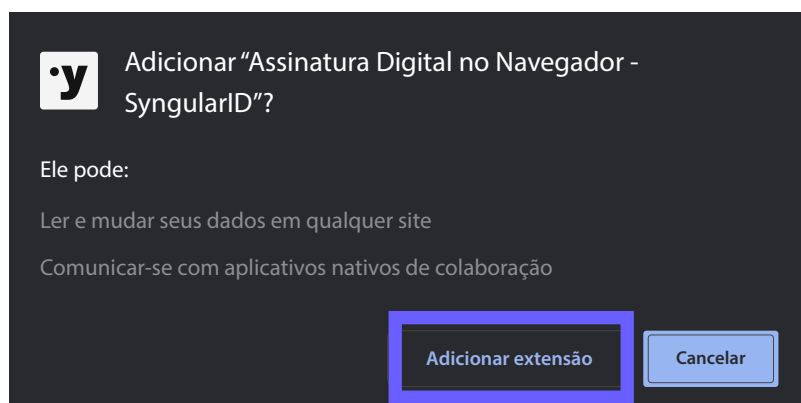 ·y
Adicionar “Assinatura Digital no Navegador -
SyngularID”?
Ele pode:
Ler e mudar seus dados em qualquer site
Comunicar-se com aplicativos nativos de colaboração
Adicionar extensão
Cancelar